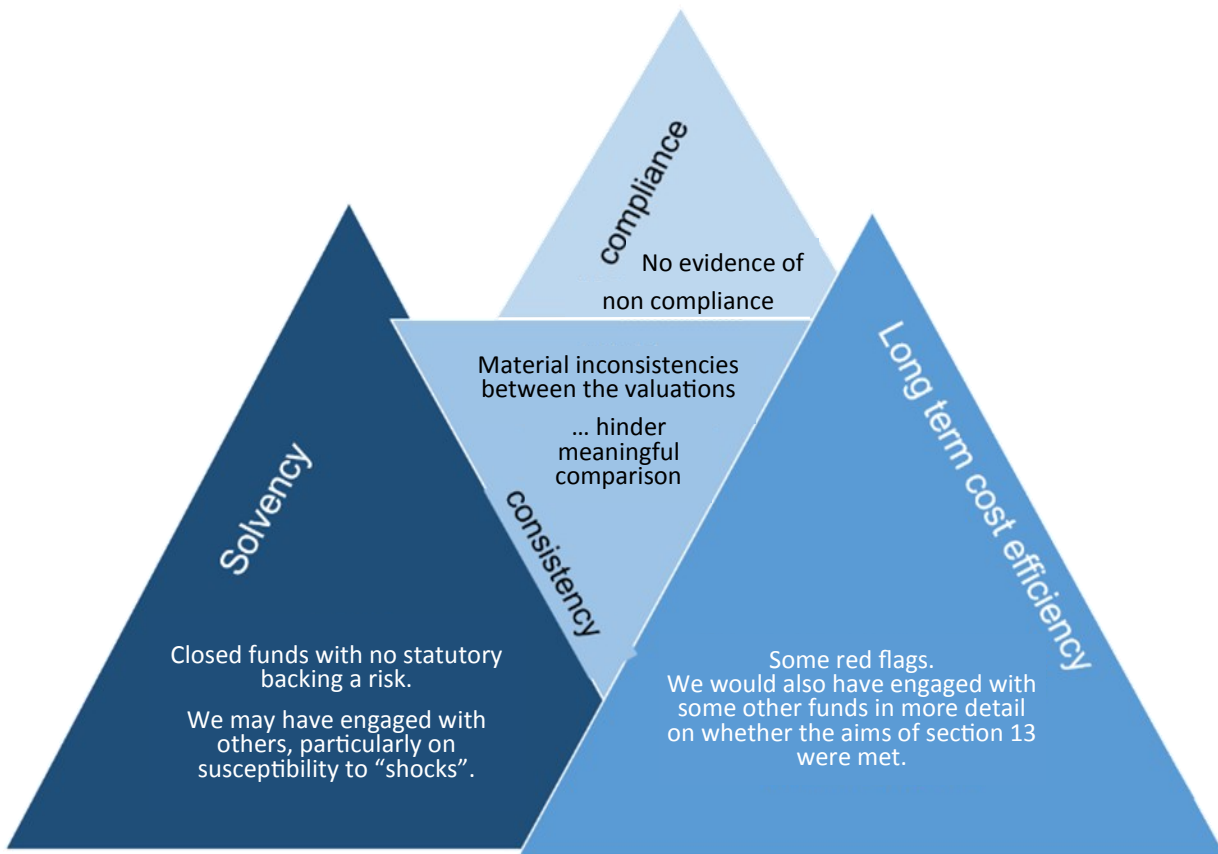 compliance
No evidence of
non compliance
Material inconsistencies
between the valuations
... hinder
meaningful
comparison
consistency
Solvency
Closed funds with no statutory
backing a risk.
We may have engaged with
others, particularly on
susceptibility to “shocks”.
Long term cost efficiency
Some red flags.
We would also have engaged with
some other funds in more detail
on whether the aims of section 13
were met.